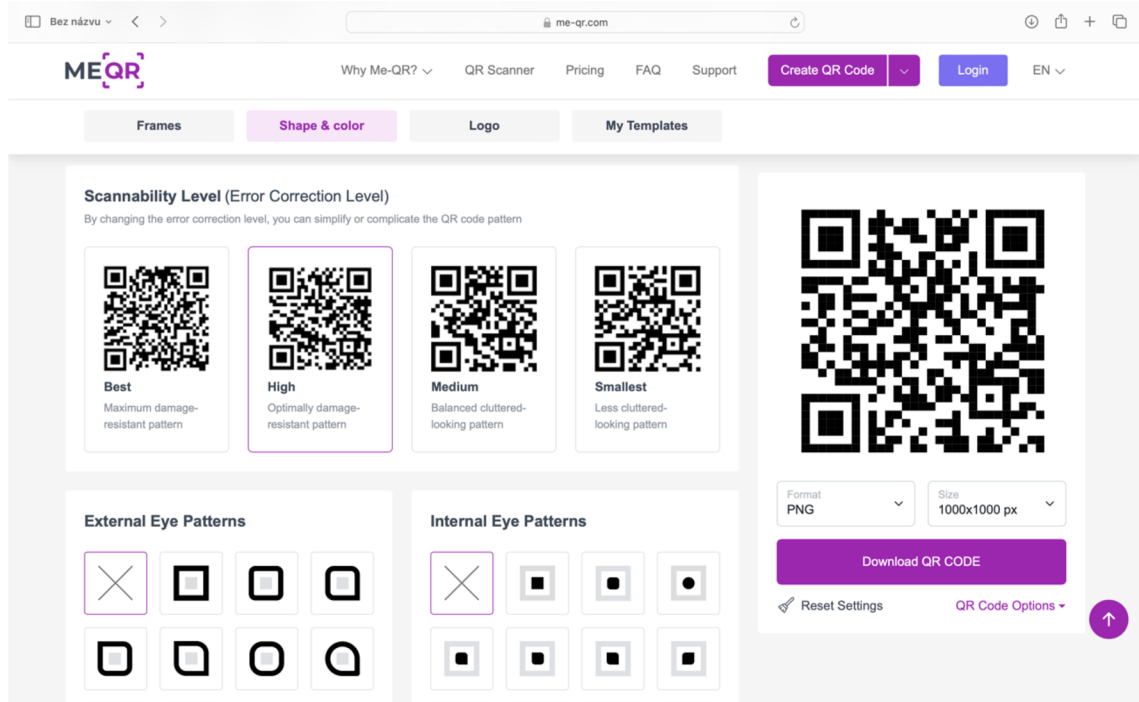 Bez názvu
me-qr.com
MEQR
Why Me-QR?
QR Scanner
Pricing
FAQ
Support
Create QR Code
Login
EN
Frames
Shape & color
Logo
My Templates
Scannability Level (Error Correction Level)
By changing the error correction level, you can simplify or complicate the QR code pattern
Best
Maximum damage-
resistant pattern
High
Optimally damage-
resistant pattern
Medium
Balanced cluttered-
looking pattern
Smallest
Less cluttered-
looking pattern
External Eye Patterns
Internal Eye Patterns
Format
PNG
Size
1000x1000 px
Download QR CODE
Reset Settings
QR Code Options